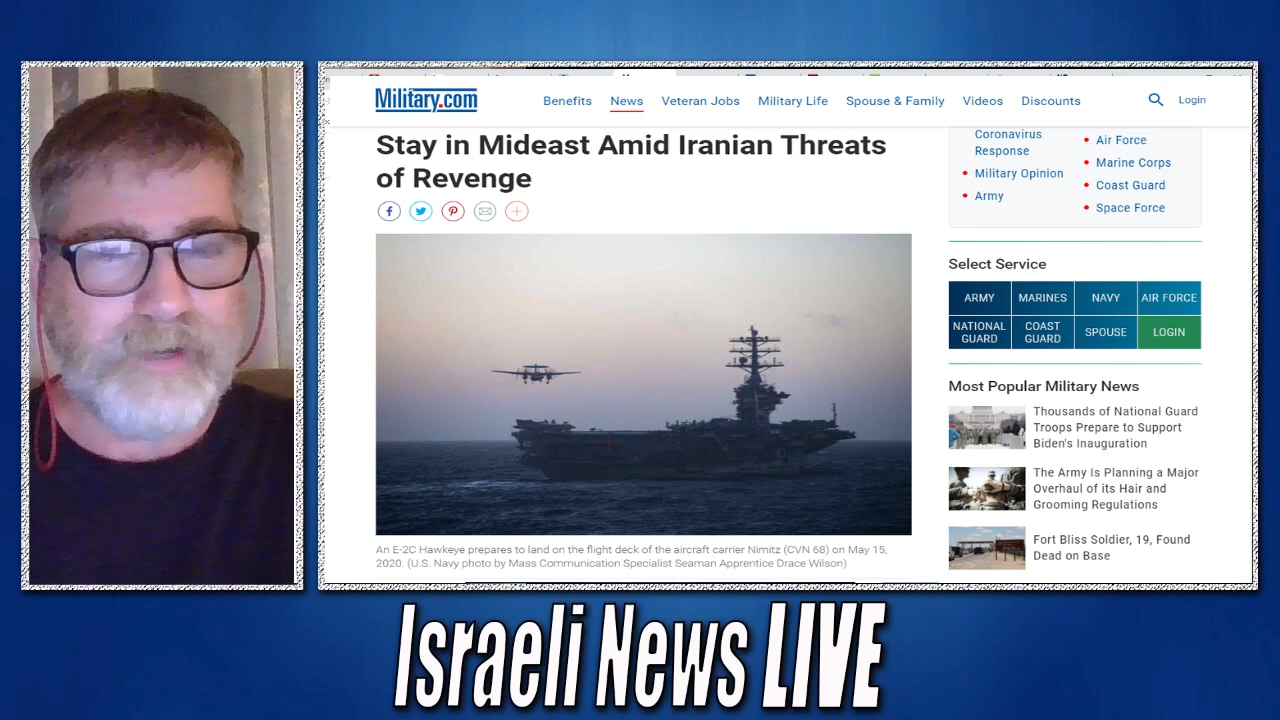 Military.com
Benefits News Veteran Jobs Military Life Spouse & Family Videos Discounts Login
Stay in Mideast Amid Iranian Threats
of Revenge
Coronavirus
Response
Military Opinion
Army
Air Force
Marine Corps
Coast Guard
Space Force
Select Service
ARMY MARINES NAVY AIR FORCE
NATIONAL
GUARD
COAST
GUARD
SPOUSE
LOGIN
Most Popular Military News
Thousands of National Guard
Troops Prepare to Support
Biden's Inauguration
The Army Is Planning a Major
Overhaul of its Hair and
Grooming Regulations
Fort Bliss Soldier, 19, Found
Dead on Base
An E-2C Hawkeye prepares to land on the flight deck of the aircraft carrier Nimitz (CVN 68) on May 15,
2020. (U.S. Navy photo by Mass Communication Specialist Seaman Apprentice Drace Wilson)
Israeli News LIVE